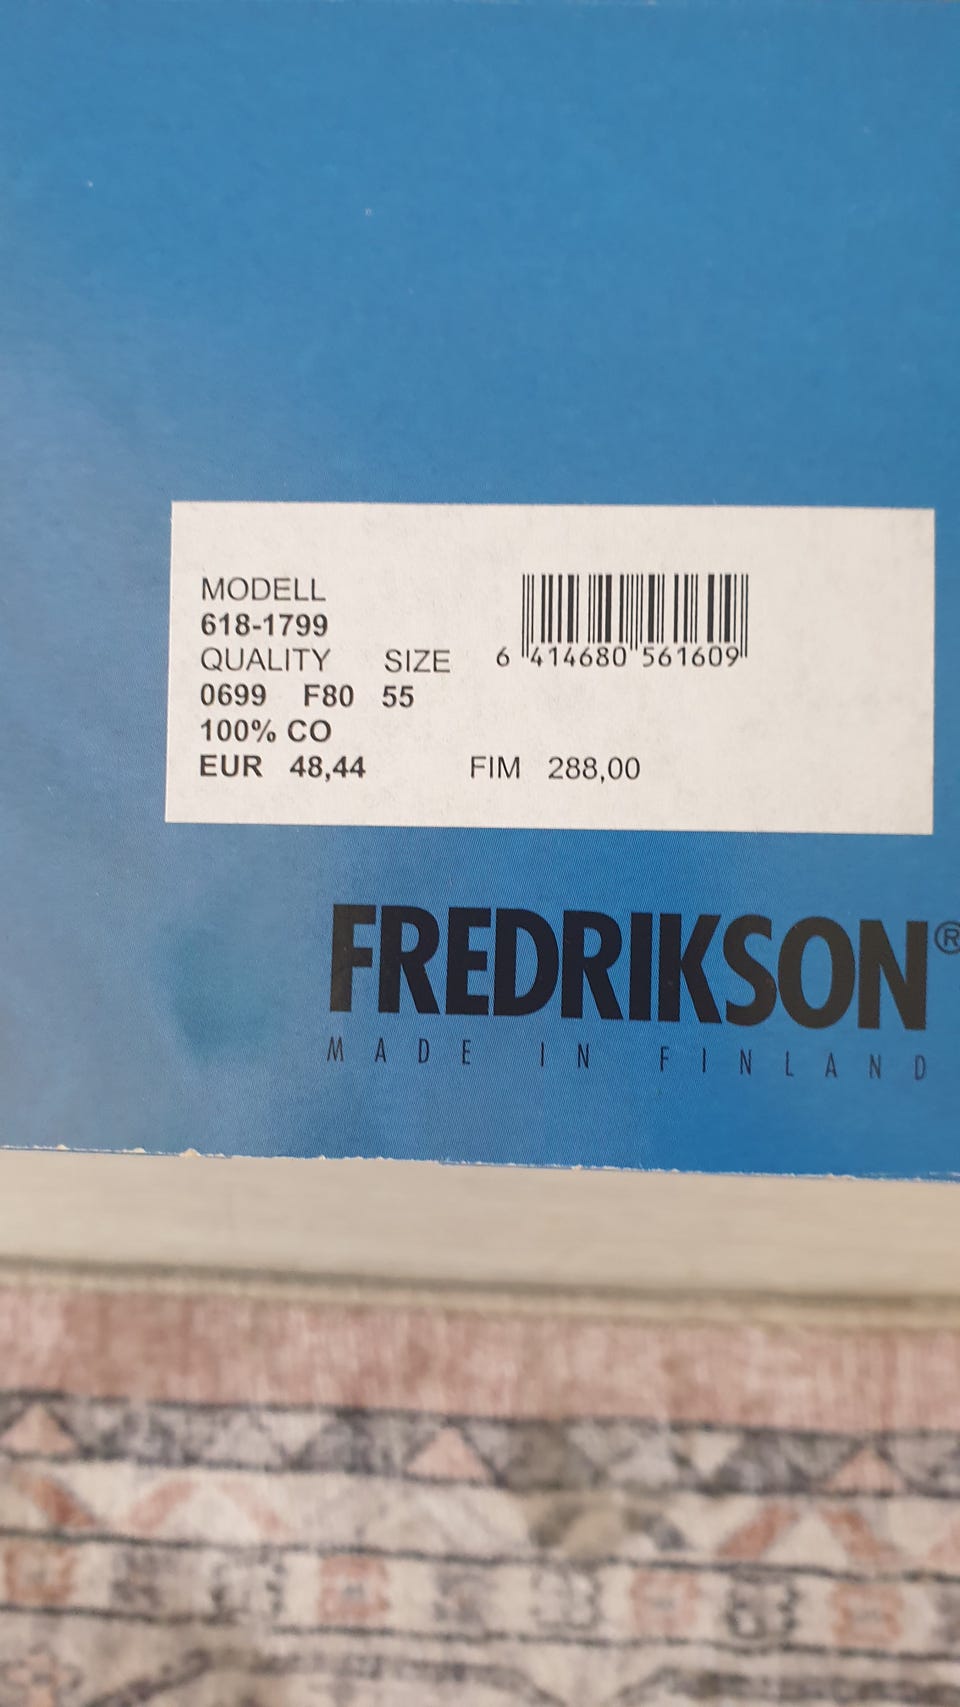 MODELL
618-1799
QUALITY SIZE
0699 F80 55
100% CO
EUR 48,44 FIM 288,00
6 414680 561609
FREDRIKSON®
MADE IN FINLAND